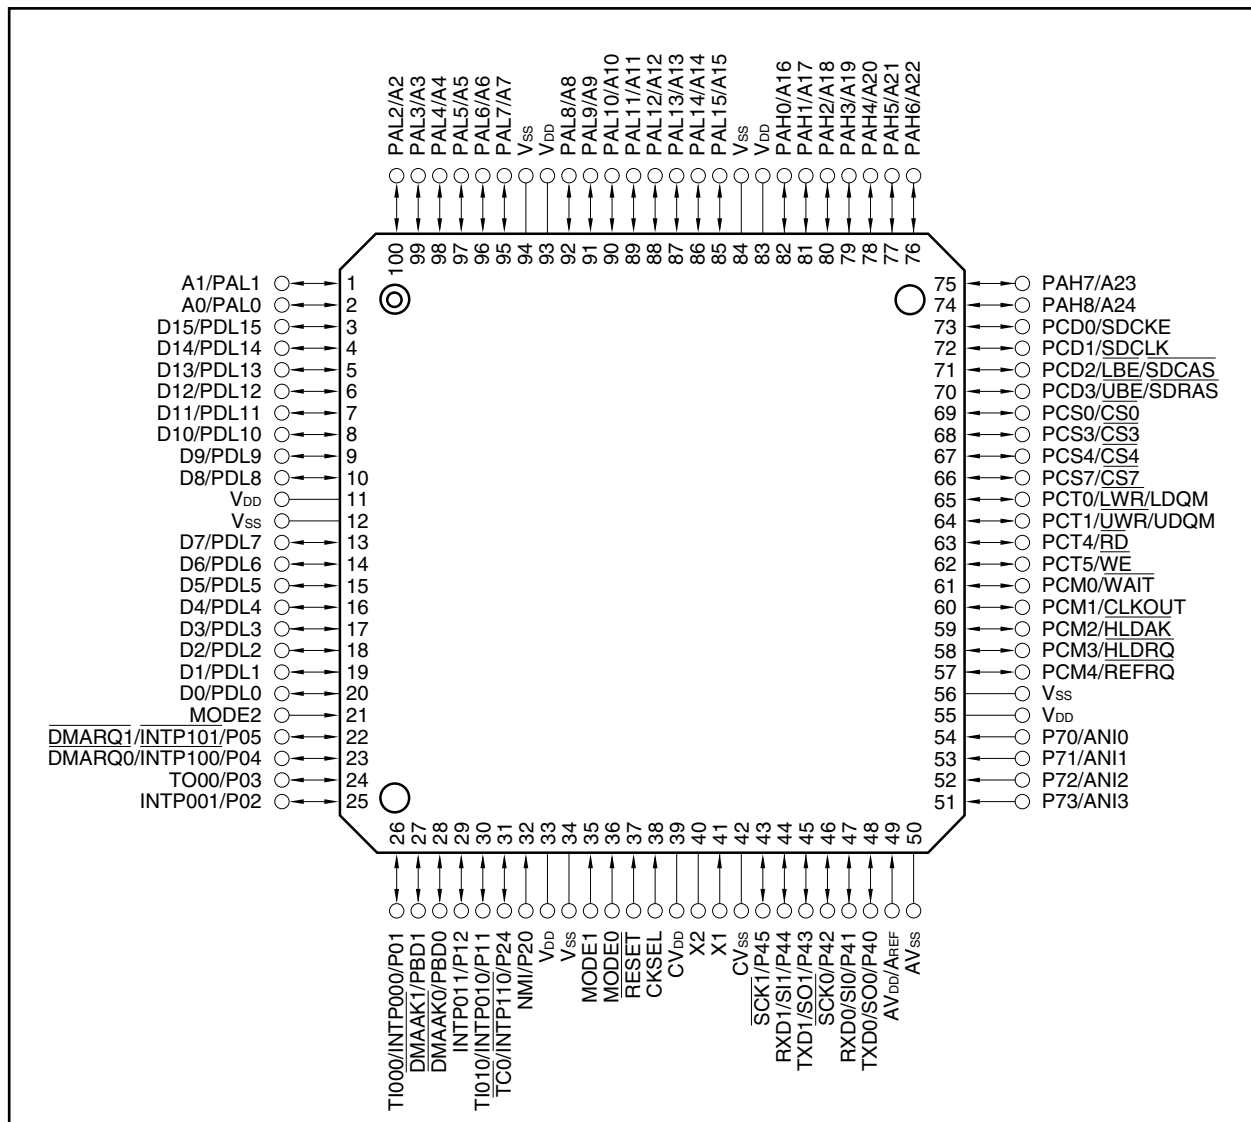 PAL2/A2
PAL3/A3
PAL4/A4
PAL5/A5
PAL6/A6
PAL7/A7
VSS
VDD
PAL8/A8
PAL9/A9
PAL10/A10
PAL11/A11
PAL12/A12
PAL13/A13
PAL14/A14
PAL15/A15
VSS
VDD
PAH0/A16
PAH1/A17
PAH2/A18
PAH3/A19
PAH4/A20
PAH5/A21
PAH6/A22
100
99
98
97
96
95
94
93
92
91
90
89
88
87
86
85
84
83
82
81
80
79
78
77
76
A1/PAL1 1
A0/PAL0 2
D15/PDL15 3
D14/PDL14 4
D13/PDL13 5
D12/PDL12 6
D11/PDL11 7
D10/PDL10 8
D9/PDL9 9
D8/PDL8 10
VDD 11
VSS 12
D7/PDL7 13
D6/PDL6 14
D5/PDL5 15
D4/PDL4 16
D3/PDL3 17
D2/PDL2 18
D1/PDL1 19
D0/PDL0 20
MODE2 21
DMARQ1/INTP101/P05 22
DMARQ0/INTP100/P04 23
TO00/P03 24
INTP001/P02 25
75 PAH7/A23
74 PAH8/A24
73 PCD0/SDCKE
72 PCD1/SDCLK
71 PCD2/LBE/SDCAS
70 PCD3/UBE/SDRAS
69 PCS0/CS0
68 PCS3/CS3
67 PCS4/CS4
66 PCS7/CS7
65 PCT0/LWR/LDQM
64 PCT1/UWR/UDQM
63 PCT4/RD
62 PCT5/WE
61 PCM0/WAIT
60 PCM1/CLKOUT
59 PCM2/HLDAK
58 PCM3/HLDRQ
57 PCM4/REFRQ
56 VSS
55 VDD
54 P70/ANI0
53 P71/ANI1
52 P72/ANI2
51 P73/ANI3
26
27
28
29
30
31
32
33
34
35
36
37
38
39
40
41
42
43
44
45
46
47
48
49
50
TI000/INTP000/P01
DMAAK1/PBD1
DMAAK0/PBD0
INTP011/P12
TI010/INTP010/P11
TC0/INTP110/P24
NMI/P20
VDD
VSS
MODE1
MODE0
RESET
CKSEL
CVDD
X2
X1
CVSS
SCK1/P45
RXD1/SI1/P44
TXD1/SO1/P43
SCK0/P42
RXD0/SI0/P41
TXD0/SO0/P40
AVDD/AREF
AVSS